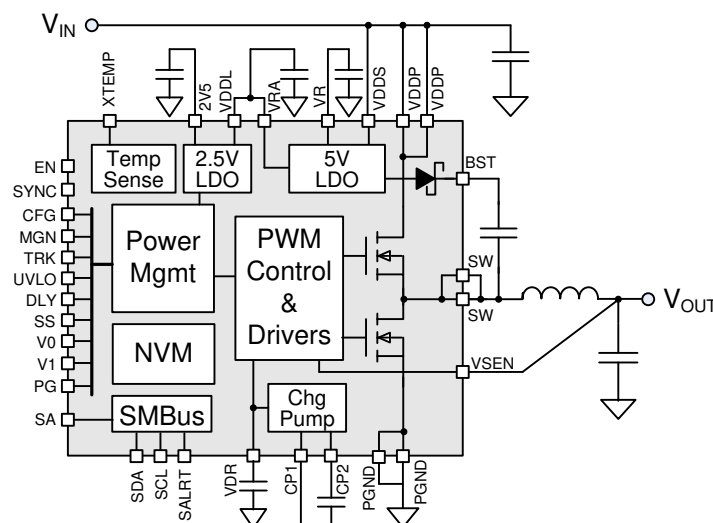 VIN
XTEMP
2V5
VDDL
VRA
VR
VDDS
VDDP
VDDP
EN
SYNC
CFG
MGN
TRK
UVLO
DLY
SS
V0
V1
PG
SA
Temp
Sense
2.5V
LDO
5V
LDO
BST
Power
Mgmt
PWM
Control
&
Drivers
SW
SW
VOUT
NVM
VSEN
SMBus
Chg
Pump
SDA
SCL
SALRT
VDR
CP1
CP2
PGND
PGND